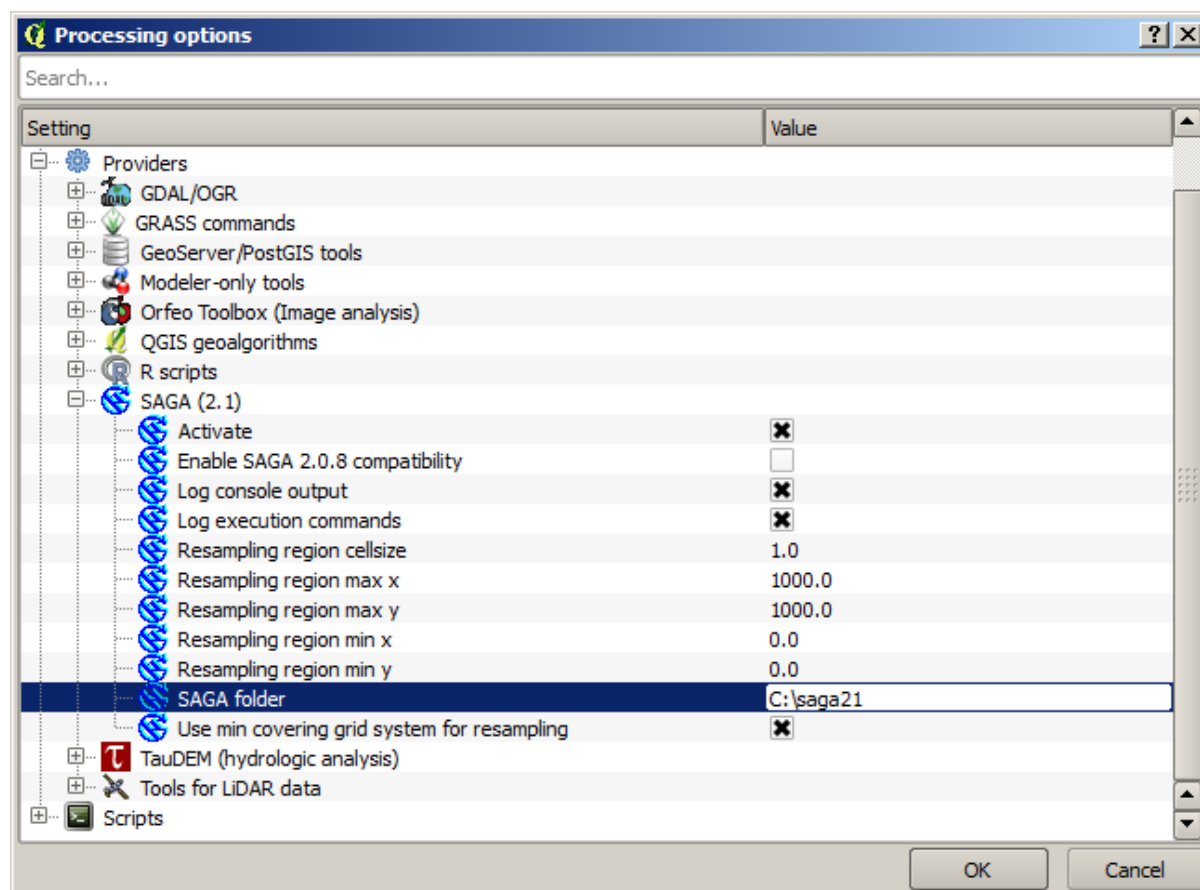 Processing options
Search...
Setting Value
Providers
GDAL/OGR
GRASS commands
GeoServer/PostGIS tools
Modeler-only tools
Orfeo Toolbox (Image analysis)
QGIS geoalgorithms
R scripts
SAGA (2.1)
Activate
Enable SAGA 2.0.8 compatibility
Log console output
Log execution commands
Resampling region cellsize 1.0
Resampling region max x 1000.0
Resampling region max y 1000.0
Resampling region min x 0.0
Resampling region min y 0.0
SAGA folder C:\saga21
Use min covering grid system for resampling
TauDEM (hydrologic analysis)
Tools for LiDAR data
Scripts
OK Cancel